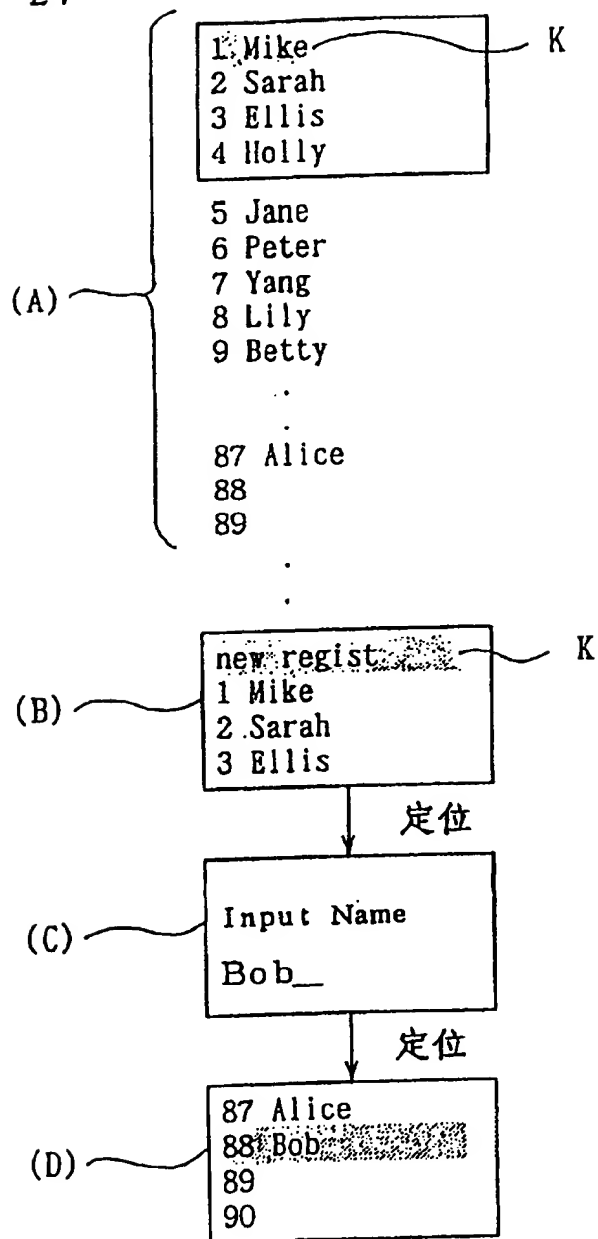 1 Mike K
2 Sarah
3 Ellis
4 Holly
5 Jane
6 Peter
(A)
7 Yang
8 Lily
9 Betty
87 Alice
88
89
new regist K
(B)
1 Mike
2 Sarah
3 Ellis
定位
(C)
Input Name
Bob_
定位
87 Alice
(D)
88 Bob
89
90